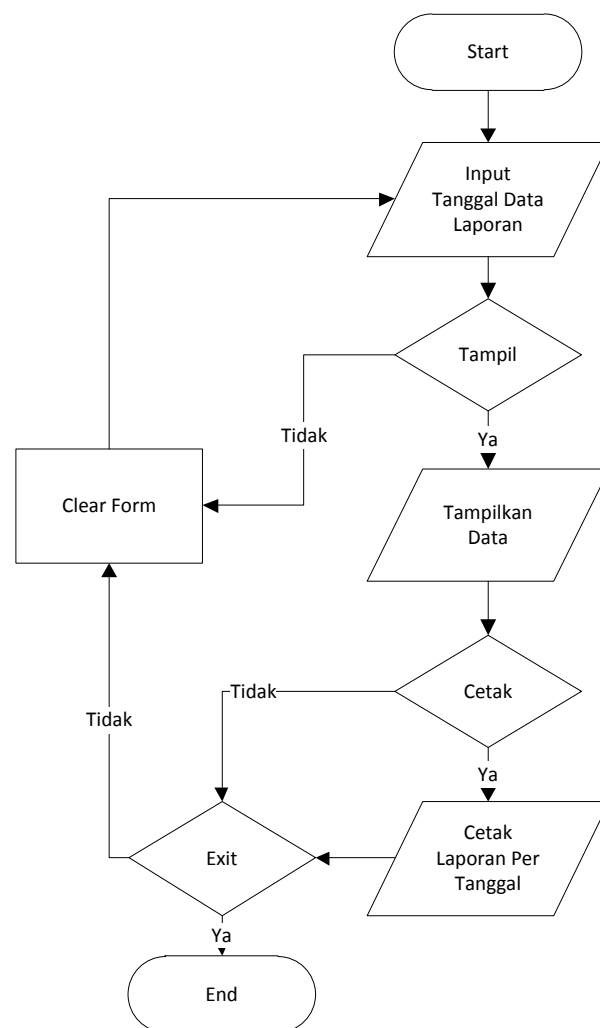 Start
Input
Tanggal Data
Laporan
Tampil
Tidak
Ya
Clear Form
Tampilkan
Data
Tidak
Cetak
Tidak
Ya
Exit
Cetak
Laporan Per
Tanggal
Ya
End